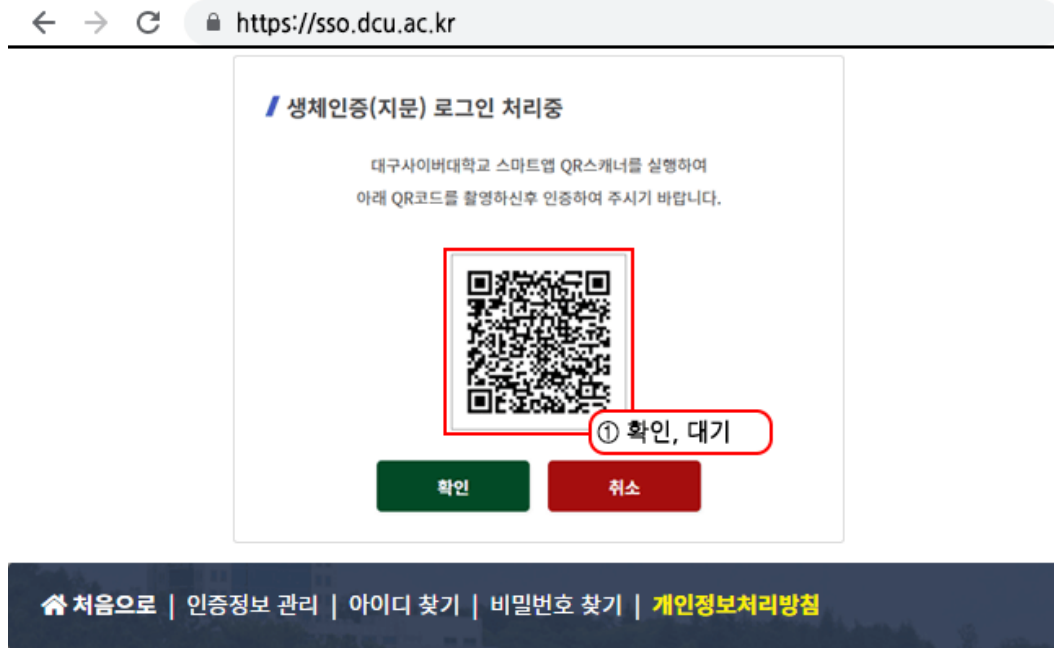 https://sso.dcu.ac.kr
생체인증(지문) 로그인 처리중
대구사이버대학교 스마트앱 QR스캐너를 실행하여
아래 QR코드를 촬영하신후 인증하여 주시기 바랍니다.
① 확인, 대기
확인 취소
처음으로 | 인증정보 관리 | 아이디 찾기 | 비밀번호 찾기 | 개인정보처리방침